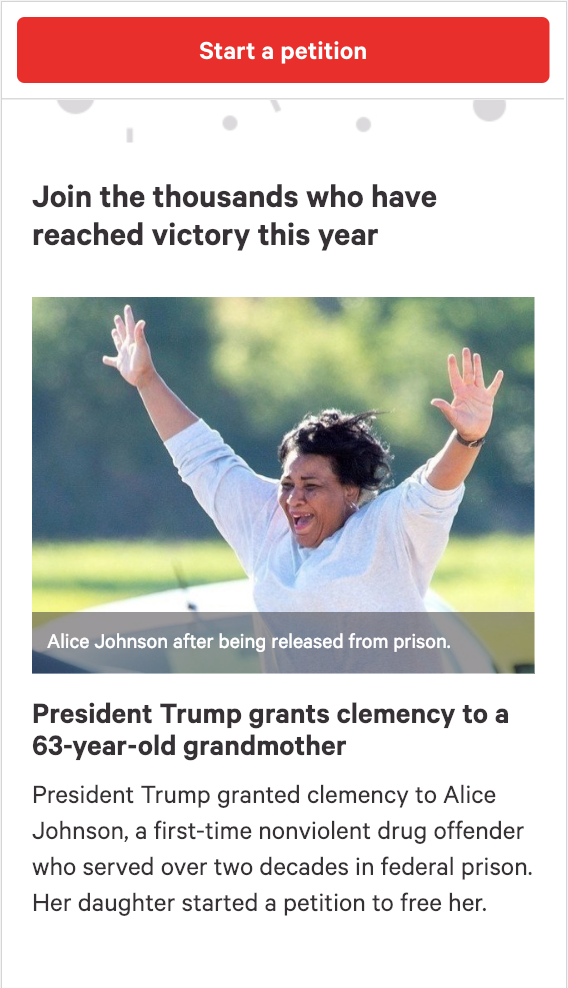 Start a petition
Join the thousands who have
reached victory this year
Alice Johnson after being released from prison.
President Trump grants clemency to a
63-year-old grandmother
President Trump granted clemency to Alice
Johnson, a first-time nonviolent drug offender
who served over two decades in federal prison.
Her daughter started a petition to free her.